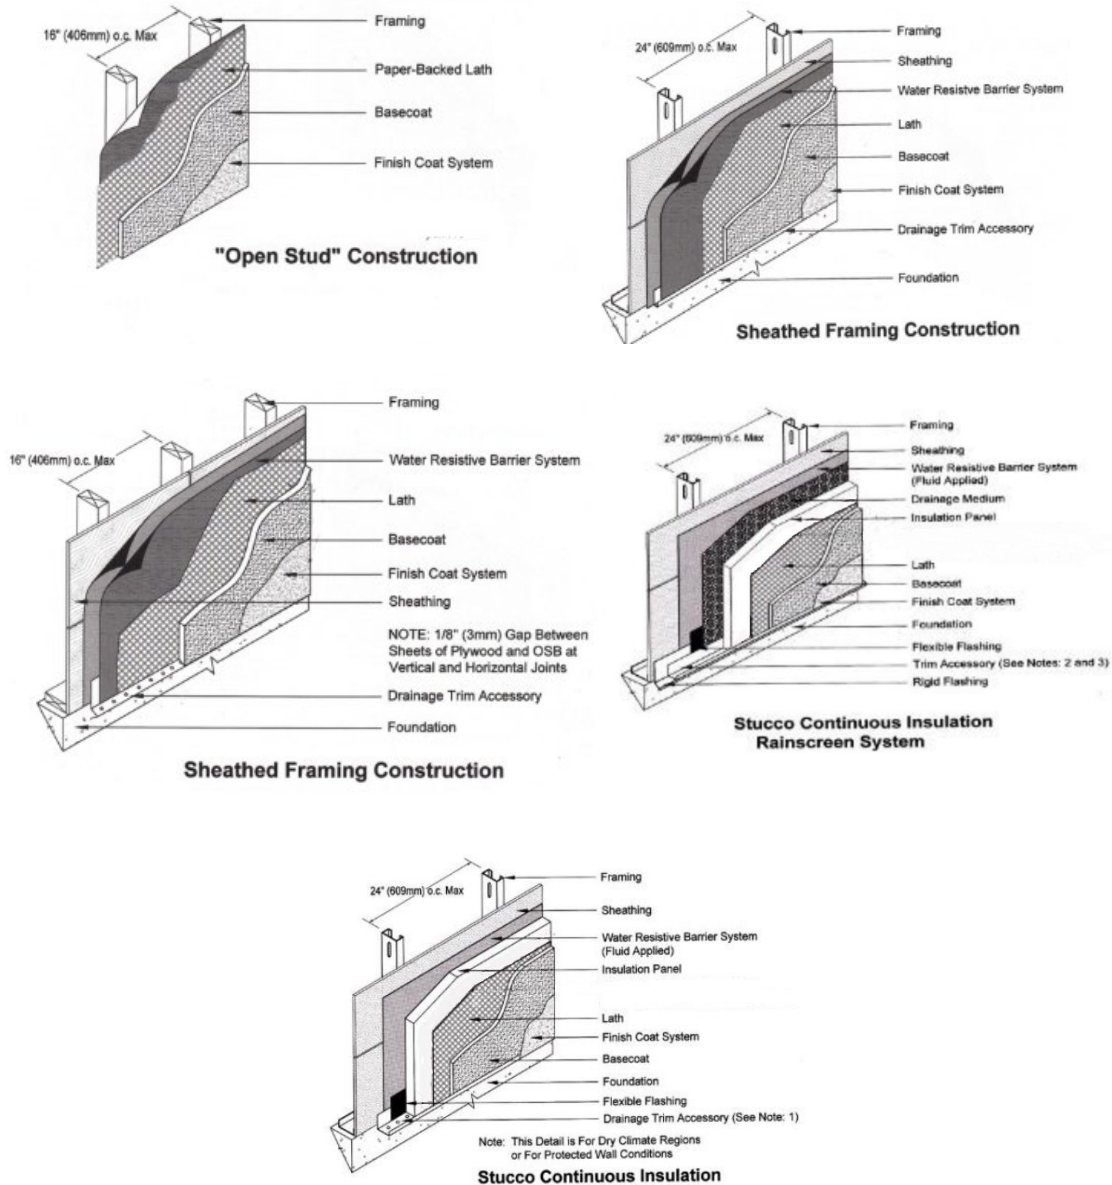 16" (406mm) o.c. Max
Framing
Paper-Backed Lath
Basecoat
Finish Coat System
"Open Stud" Construction
24" (609mm) o.c. Max
Framing
Sheathing
Water Resistve Barrier System
Lath
Basecoat
Finish Coat System
Drainage Trim Accessory
Foundation
Sheathed Framing Construction
16" (406mm) o.c. Max
Framing
Water Resistive Barrier System
Lath
Basecoat
Finish Coat System
Sheathing
NOTE: 1/8" (3mm) Gap Between
Sheets of Plywood and OSB at
Vertical and Horizontal Joints
Drainage Trim Accessory
Foundation
Sheathed Framing Construction
24" (609mm) o.c. Max
Framing
Sheathing
Water Resistive Barrier System
(Fluid Applied)
Drainage Medium
Insulation Panel
Lath
Basecoat
Finish Coat System
Foundation
Flexible Flashing
Trim Accessory (See Notes: 2 and 3)
Rigid Flashing
Stucco Continuous Insulation
Rainscreen System
24" (609mm) o.c. Max
Framing
Sheathing
Water Resistive Barrier System
(Fluid Applied)
Insulation Panel
Lath
Finish Coat System
Basecoat
Foundation
Flexible Flashing
Drainage Trim Accessory (See Note: 1)
Note: This Detail is For Dry Climate Regions
or For Protected Wall Conditions
Stucco Continuous Insulation